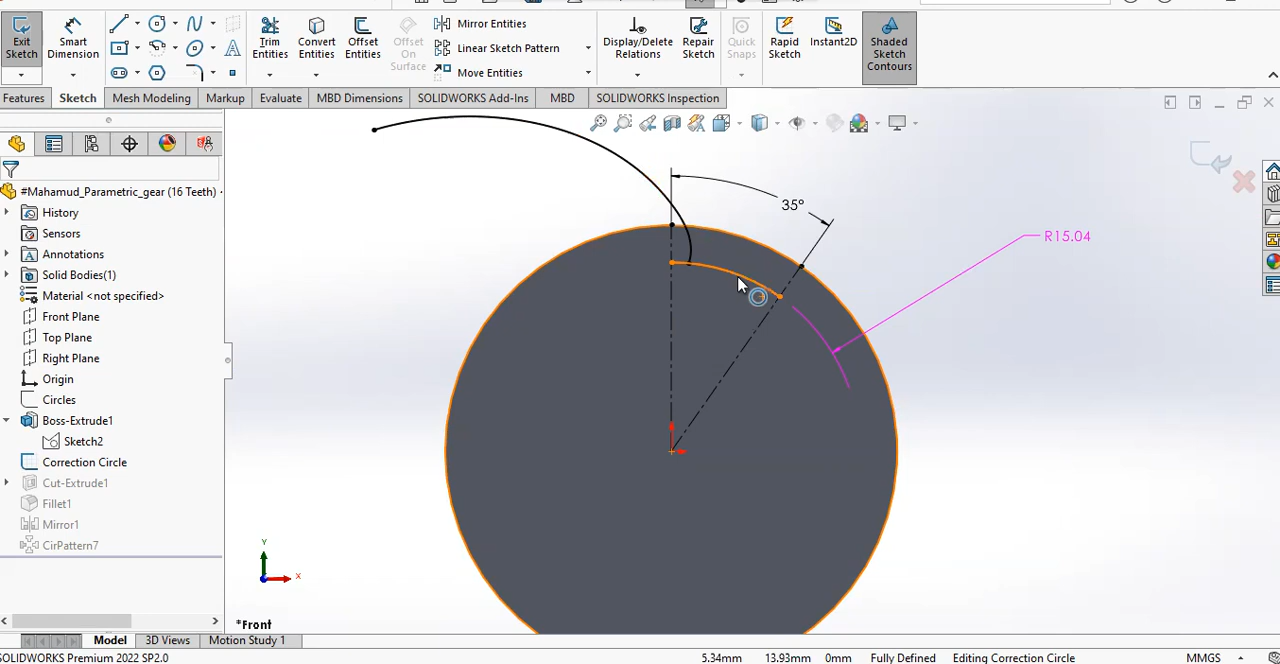 Exit Sketch
Smart Dimension
Trim Entities
Convert Entities
Offset Entities
Offset On Surface
Mirror Entities
Linear Sketch Pattern
Move Entities
Display/Delete Relations
Repair Sketch
Quick Snaps
Rapid Sketch
Instant2D
Shaded Sketch Contours
Features
Sketch
Mesh Modeling
Markup
Evaluate
MBD Dimensions
SOLIDWORKS Add-Ins
MBD
SOLIDWORKS Inspection
#Mahamud_Parametric_gear (16 Teeth)
History
Sensors
Annotations
Solid Bodies(1)
Material <not specified>
Front Plane
Top Plane
Right Plane
Origin
Circles
Boss-Extrude1
Sketch2
Correction Circle
Cut-Extrude1
Fillet1
Mirror1
CirPattern7
35°
R15.04
Y
X
*Front
Model
3D Views
Motion Study 1
SOLIDWORKS Premium 2022 SP2.0
5.34mm
13.93mm
0mm
Fully Defined
Editing Correction Circle
MMGS